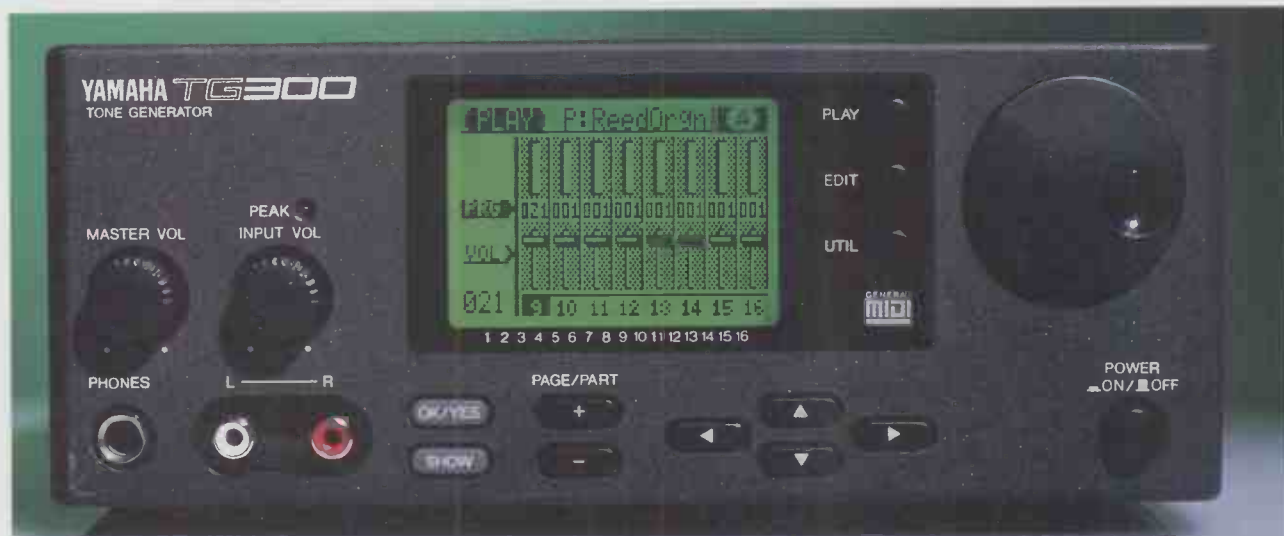 YAMAHA TG300
TONE GENERATOR
PLAY P:ReedOrgn
PRG 021 001 001 001 001 001 001 001
VOL
021 9 10 11 12 13 14 15 16
1 2 3 4 5 6 7 8 9 10 11 12 13 14 15 16
PLAY
EDIT
UTIL
GENERAL
MIDI
PEAK
MASTER VOL
INPUT VOL
PHONES
L R
OK/YES
SHOW
PAGE/PART
+
-
◀
▲
▼
▶
POWER
ON/OFF